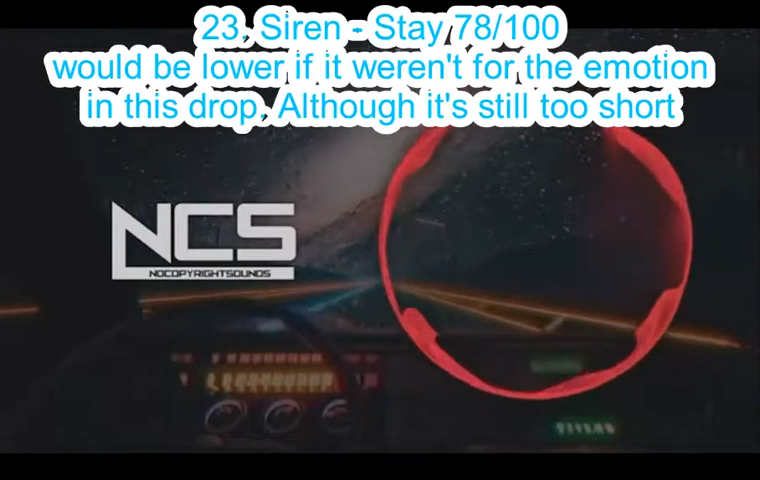 23. Siren - Stay 78/100
would be lower if it weren't for the emotion
in this drop. Although it's still too short
NCS
NOCOPYRIGHTSOUNDS